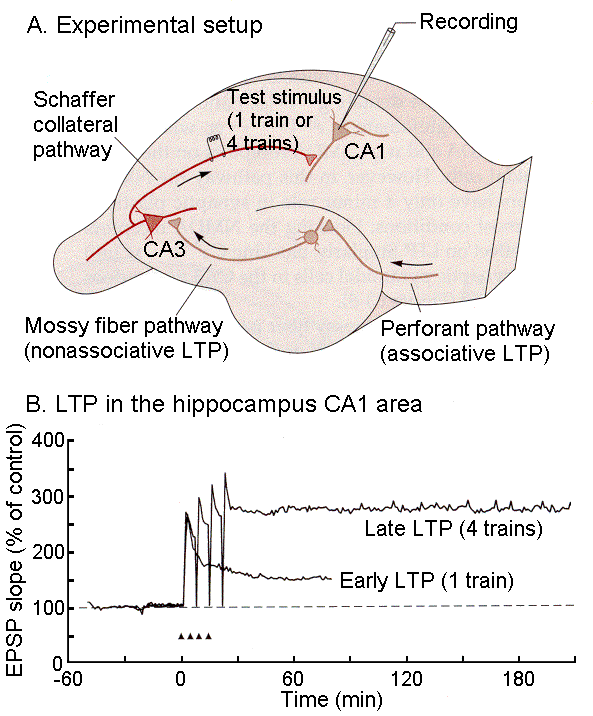 A. Experimental setup
Recording
Schaffer
collateral
pathway
Test stimulus
(1 train or
4 trains)
CA1
CA3
Mossy fiber pathway
(nonassociative LTP)
Perforant pathway
(associative LTP)
B. LTP in the hippocampus CA1 area
EPSP slope (% of control)
400
300
200
100
0
Late LTP (4 trains)
Early LTP (1 train)
-60
0
60
120
180
Time (min)